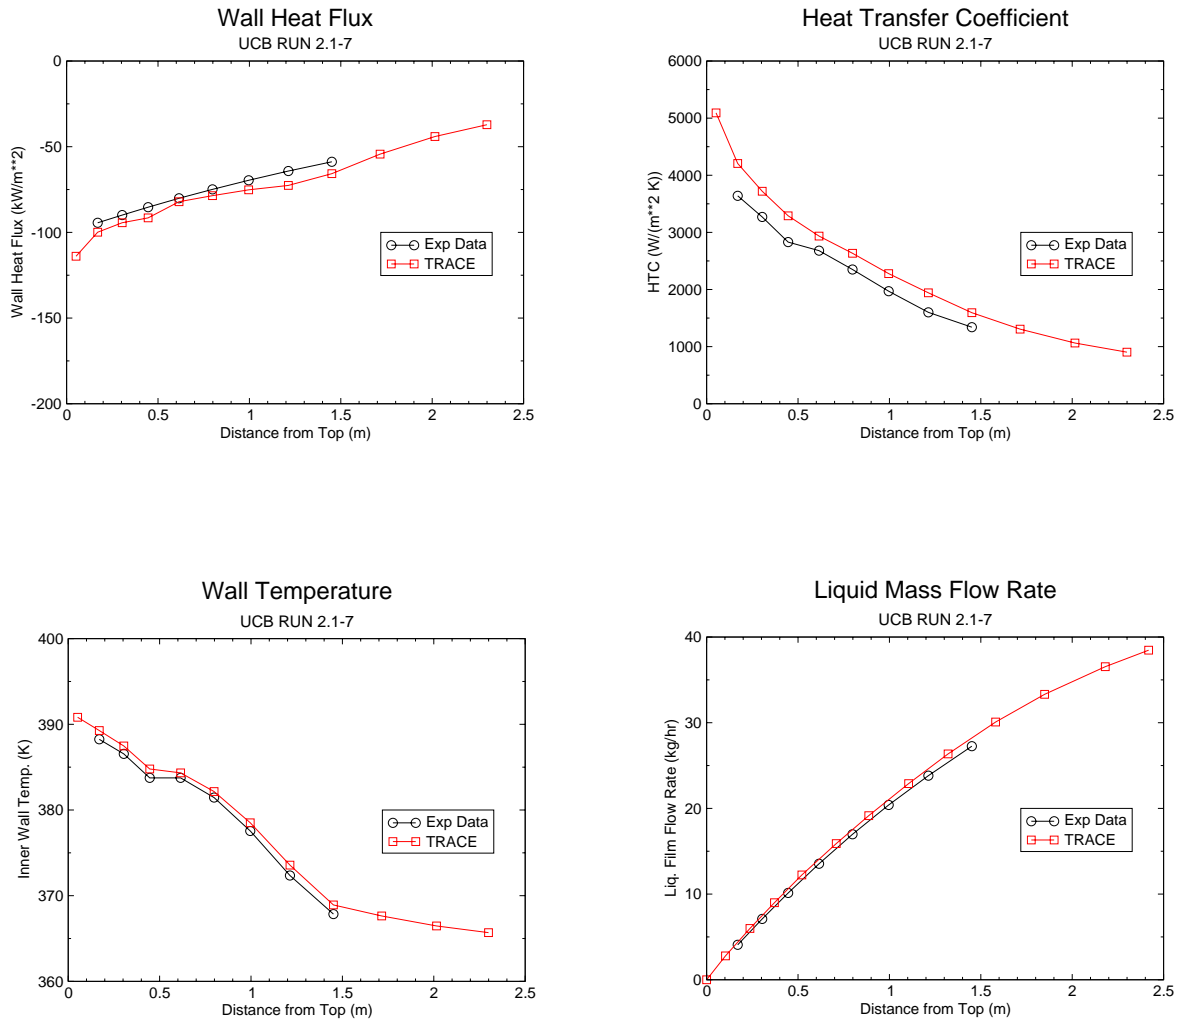 Wall Heat Flux
UCB RUN 2.1-7
0
-50
-100
-150
-200
Wall Heat Flux (kW/m**2)
Exp Data
TRACE
0 0.5 1 1.5 2 2.5
Distance from Top (m)
Heat Transfer Coefficient
UCB RUN 2.1-7
6000
5000
4000
3000
2000
1000
0
HTC (W/(m**2 K))
Exp Data
TRACE
0 0.5 1 1.5 2 2.5
Distance from Top (m)
Wall Temperature
UCB RUN 2.1-7
400
390
380
370
360
Inner Wall Temp. (K)
Exp Data
TRACE
0 0.5 1 1.5 2 2.5
Distance from Top (m)
Liquid Mass Flow Rate
UCB RUN 2.1-7
40
30
20
10
0
Liq. Film Flow Rate (kg/hr)
Exp Data
TRACE
0 0.5 1 1.5 2 2.5
Distance from Top (m)